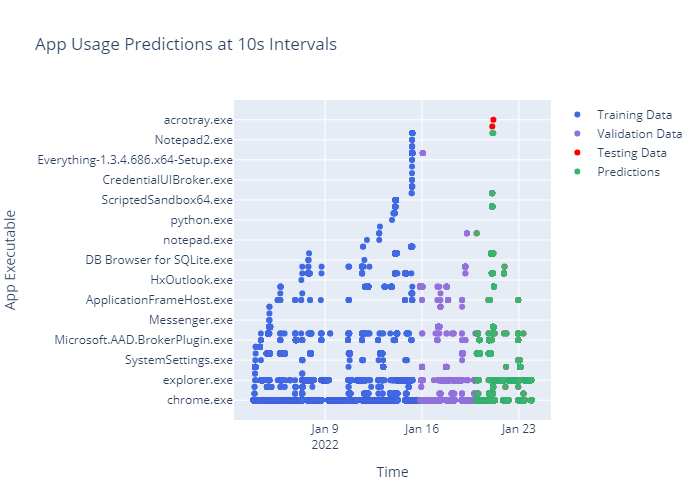 App Usage Predictions at 10s Intervals
Training Data
Validation Data
Testing Data
Predictions
App Executable
acrotray.exe
Notepad2.exe
Everything-1.3.4.686.x64-Setup.exe
CredentialUIBroker.exe
ScriptedSandbox64.exe
python.exe
notepad.exe
DB Browser for SQLite.exe
HxOutlook.exe
ApplicationFrameHost.exe
Messenger.exe
Microsoft.AAD.BrokerPlugin.exe
SystemSettings.exe
explorer.exe
chrome.exe
Jan 9 Jan 16 Jan 23
2022
Time